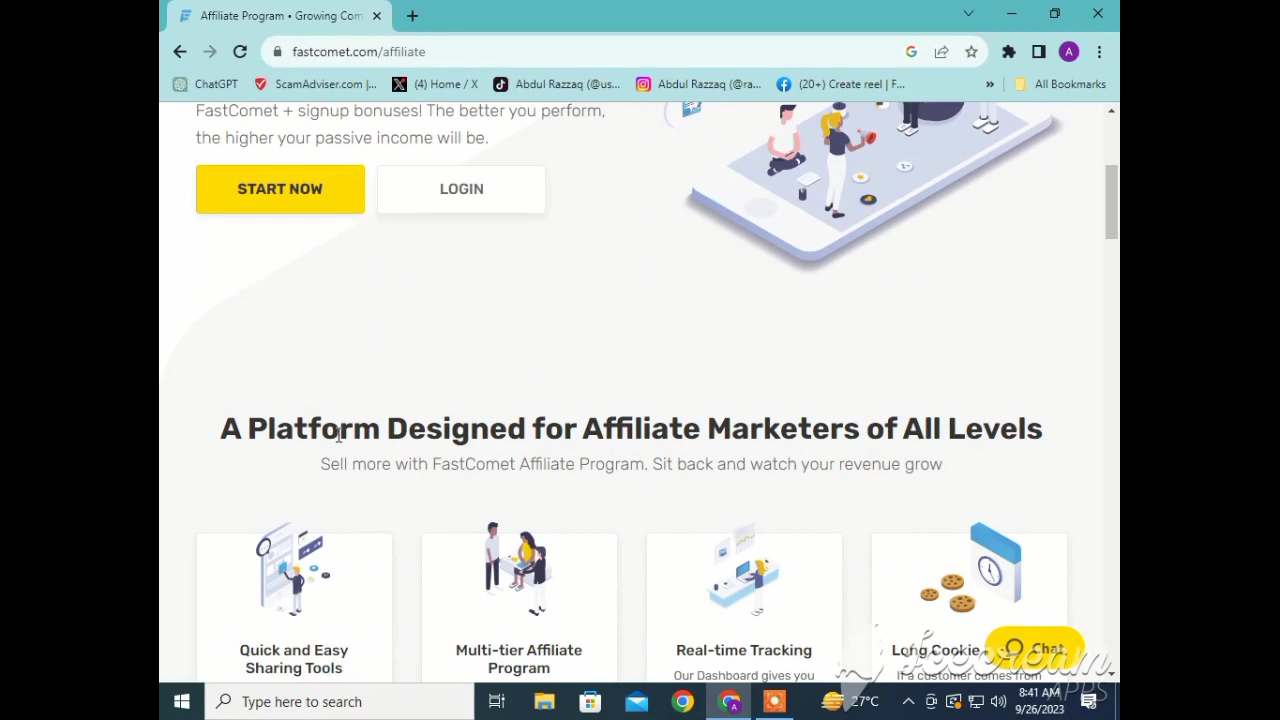 Affiliate Program • Growing Com
fastcomet.com/affiliate
G
A
ChatGPT
ScamAdviser.com |...
(4) Home / X
Abdul Razzaq (@us...
Abdul Razzaq (@ra...
(20+) Create reel | F...
»
All Bookmarks
FastComet + signup bonuses! The better you perform,
the higher your passive income will be.
START NOW
LOGIN
A Platform Designed for Affiliate Marketers of All Levels
Sell more with FastComet Affiliate Program. Sit back and watch your revenue grow
Quick and Easy
Sharing Tools
Multi-tier Affiliate
Program
Real-time Tracking
Our Dashboard gives you
Long Cookie
If a customer comes from
Chat
APPS
Type here to search
27°C
8:41 AM
9/26/2023